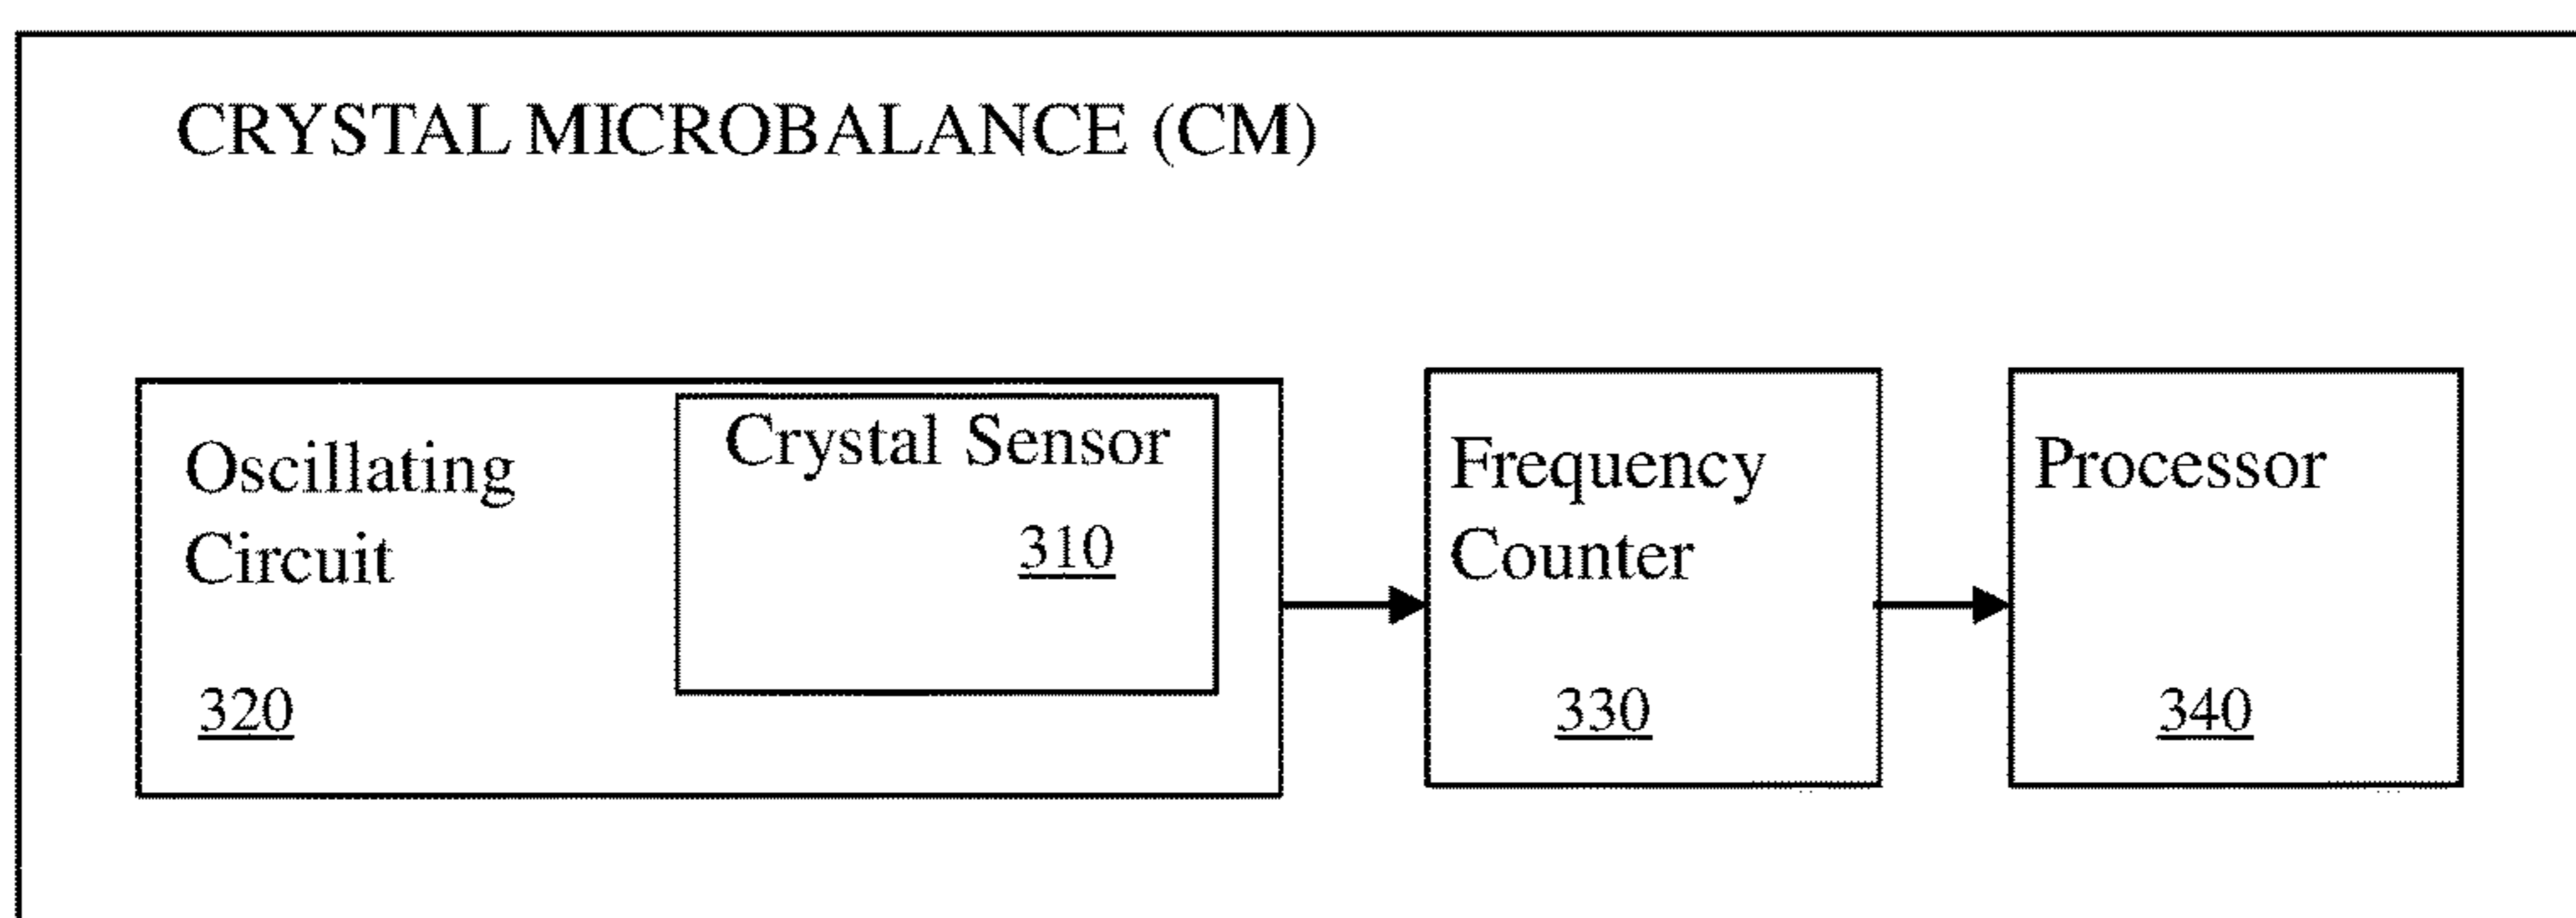 CRYSTAL MICROBALANCE (CM)
Oscillating
Circuit
320
Crystal Sensor
310
Frequency
Counter
330
Processor
340